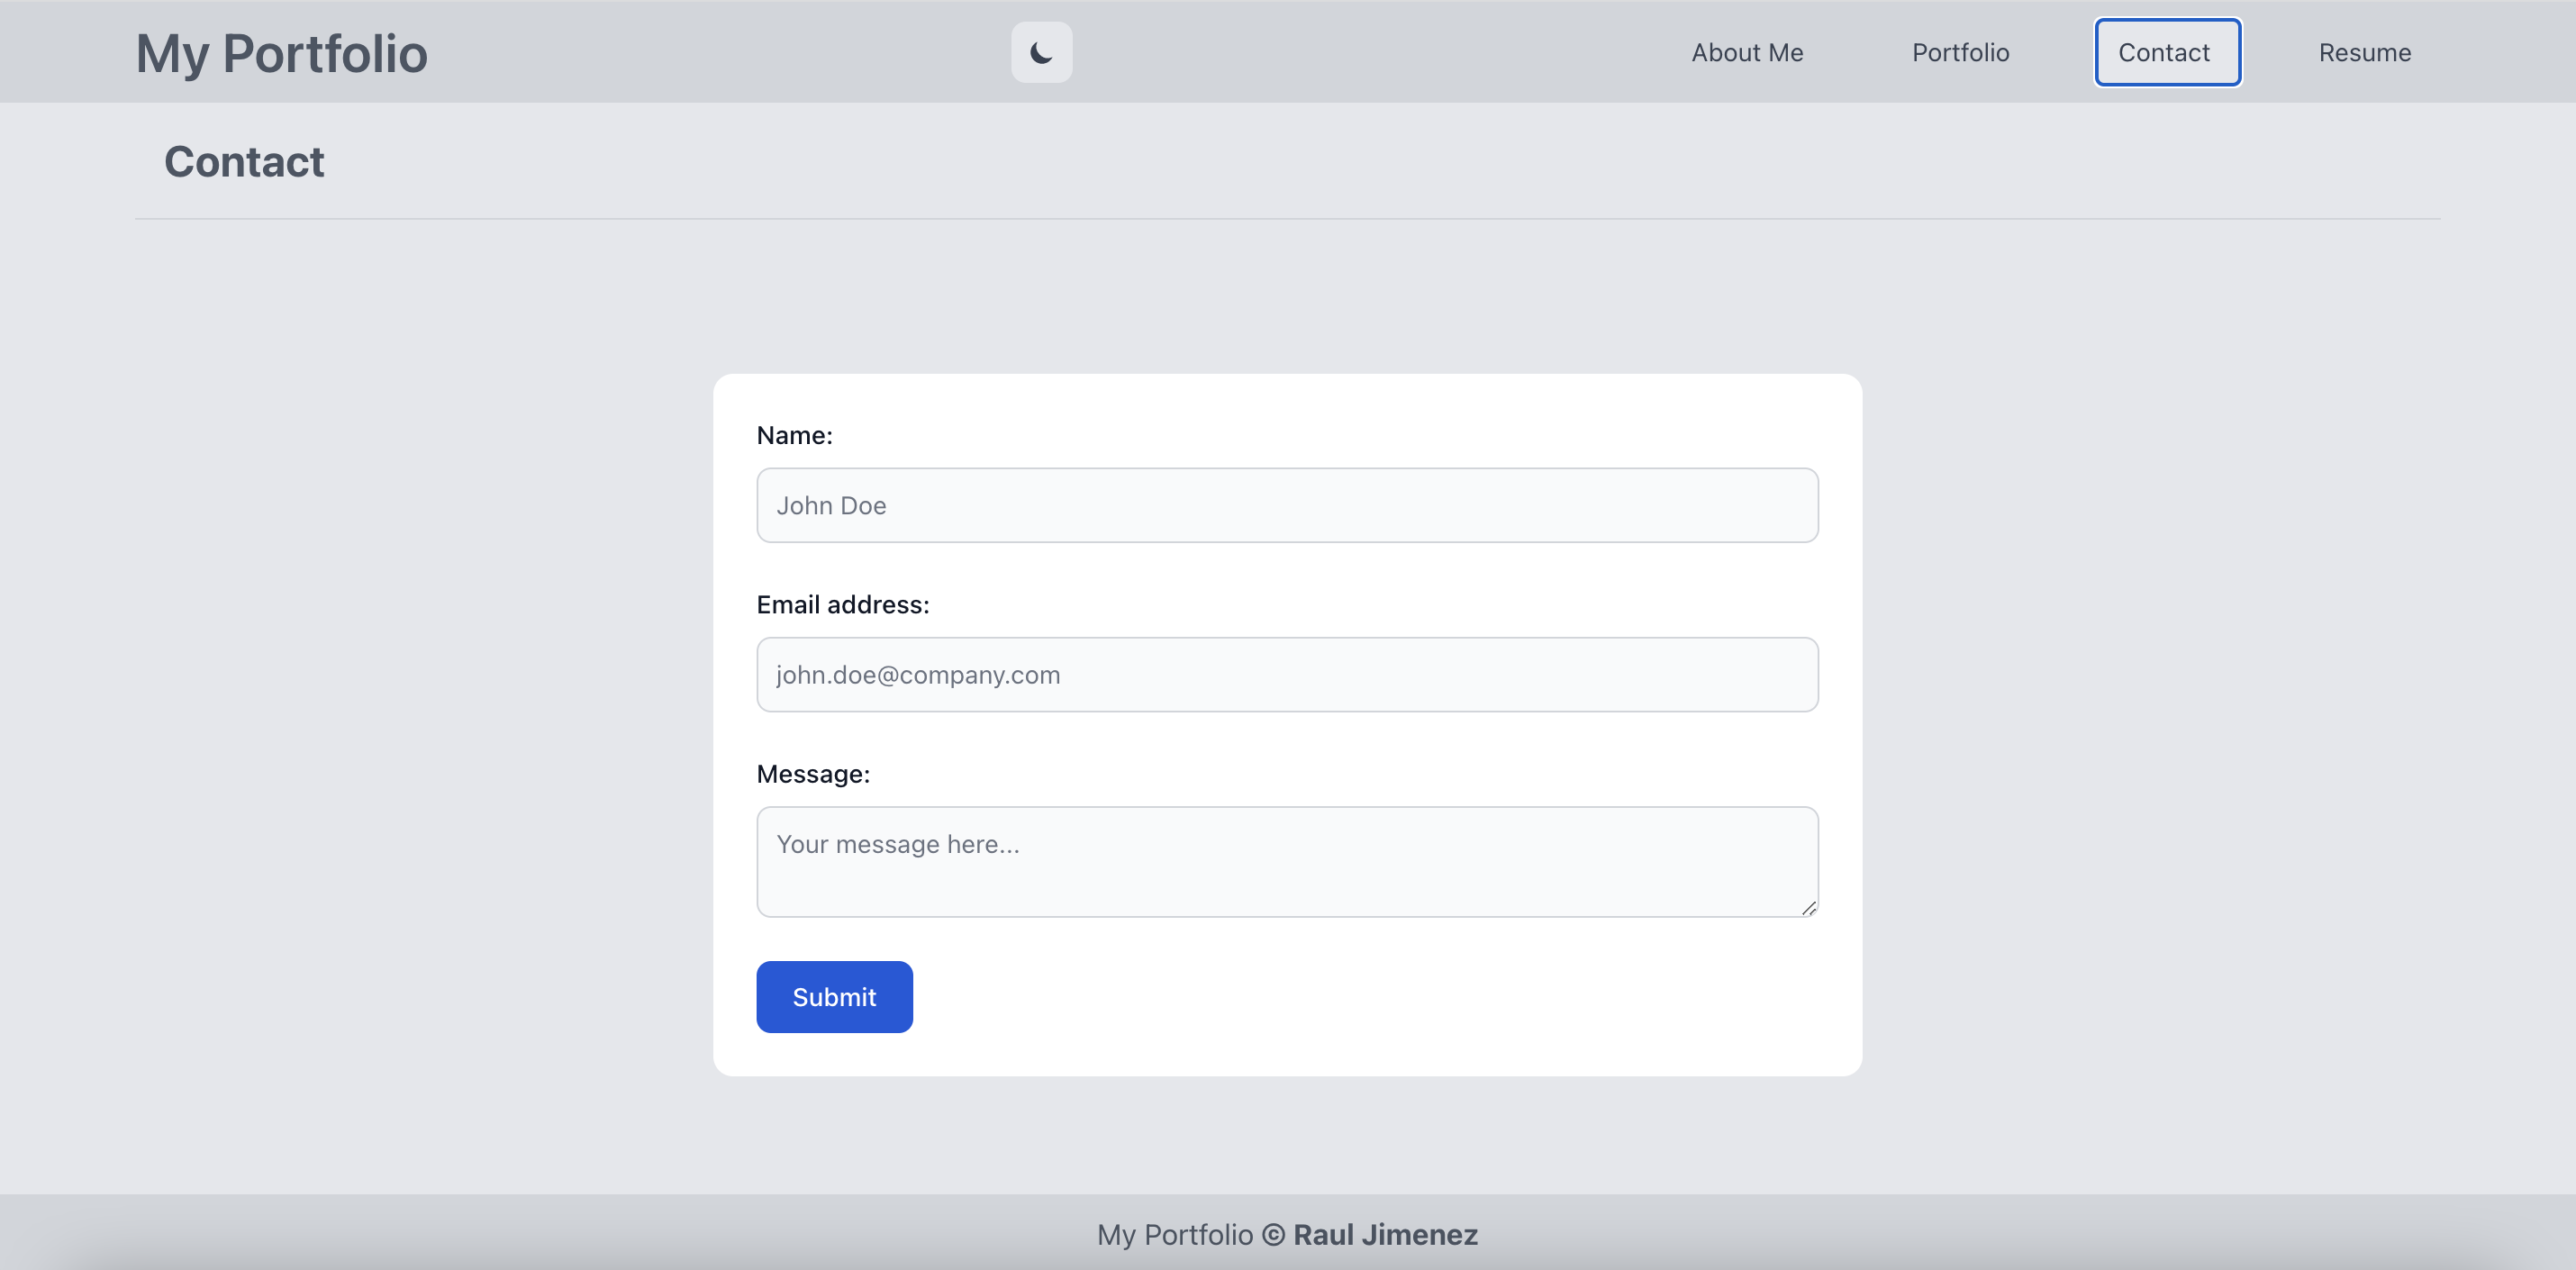 My Portfolio
About Me
Portfolio
Contact
Resume
Contact
Name:
John Doe
Email address:
john.doe@company.com
Message:
Your message here...
Submit
My Portfolio © Raul Jimenez